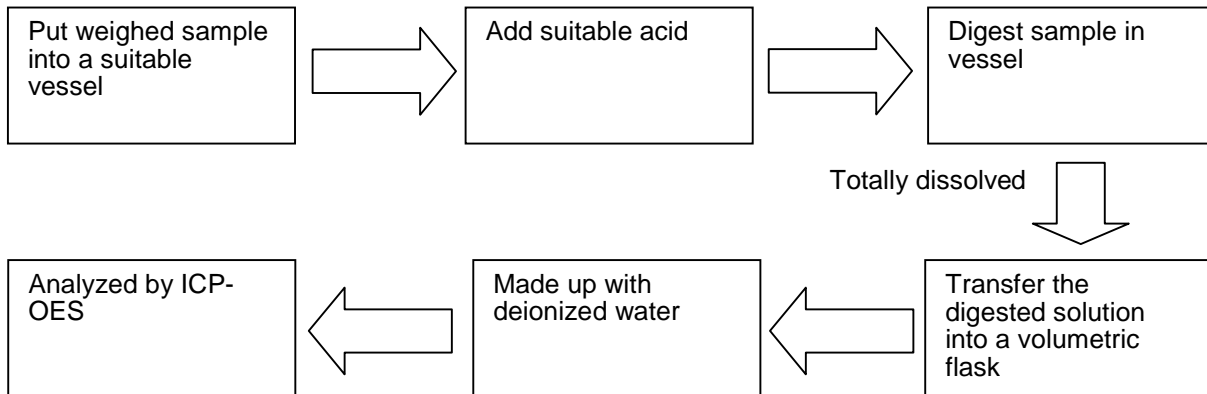 Put weighed sample
into a suitable
vessel
Add suitable acid
Digest sample in
vessel
Totally dissolved
Transfer the
digested solution
into a volumetric
flask
Made up with
deionized water
Analyzed by ICP-
OES